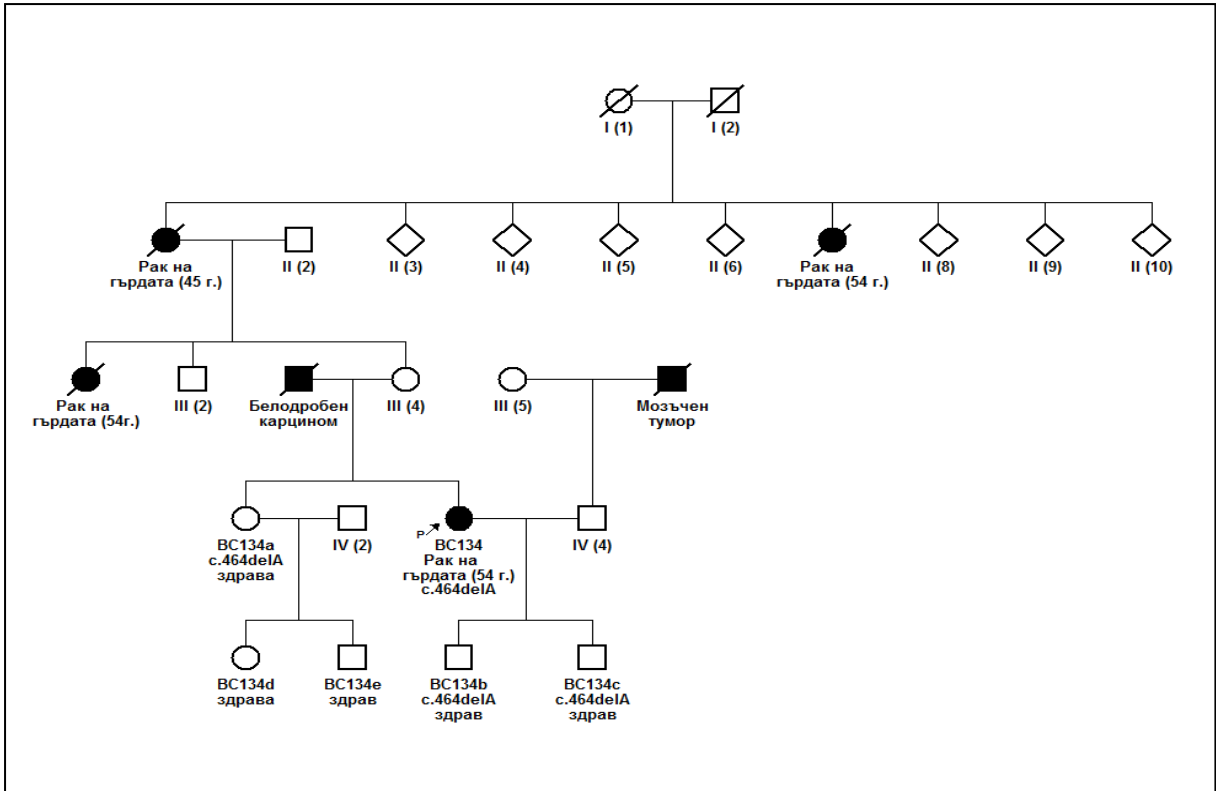 I (1)
I (2)
Рак на
гърдата (45 г.)
II (2)
II (3)
II (4)
II (5)
II (6)
Рак на
гърдата (54 г.)
II (8)
II (9)
II (10)
Рак на
гърдата (54г.)
III (2)
Белодробен
карцином
III (4)
III (5)
Мозъчен
тумор
BC134a
c.464delA
здрава
IV (2)
P
BC134
Рак на
гърдата (54 г.)
c.464delA
IV (4)
BC134d
здрава
BC134e
здрав
BC134b
c.464delA
здрав
BC134c
c.464delA
здрав